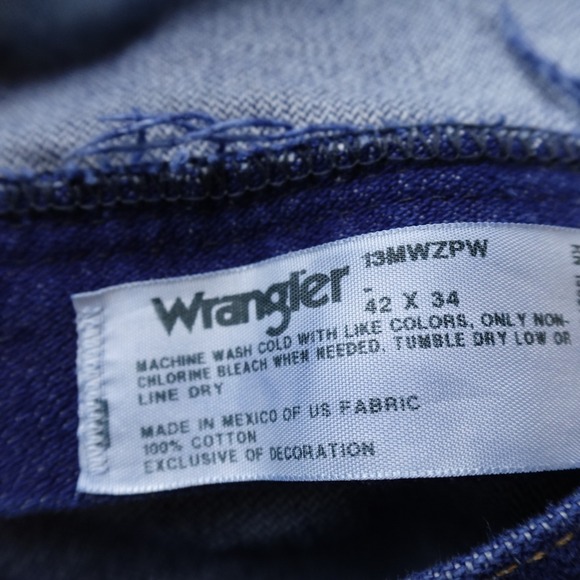 Wrangler 13MWZPW
-
42 X 34
MACHINE WASH COLD WITH LIKE COLORS, ONLY NON-
CHLORINE BLEACH WHEN NEEDED. TUMBLE DRY LOW OR
LINE DRY
MADE IN MEXICO OF US FABRIC
100% COTTON
EXCLUSIVE OF DECORATION